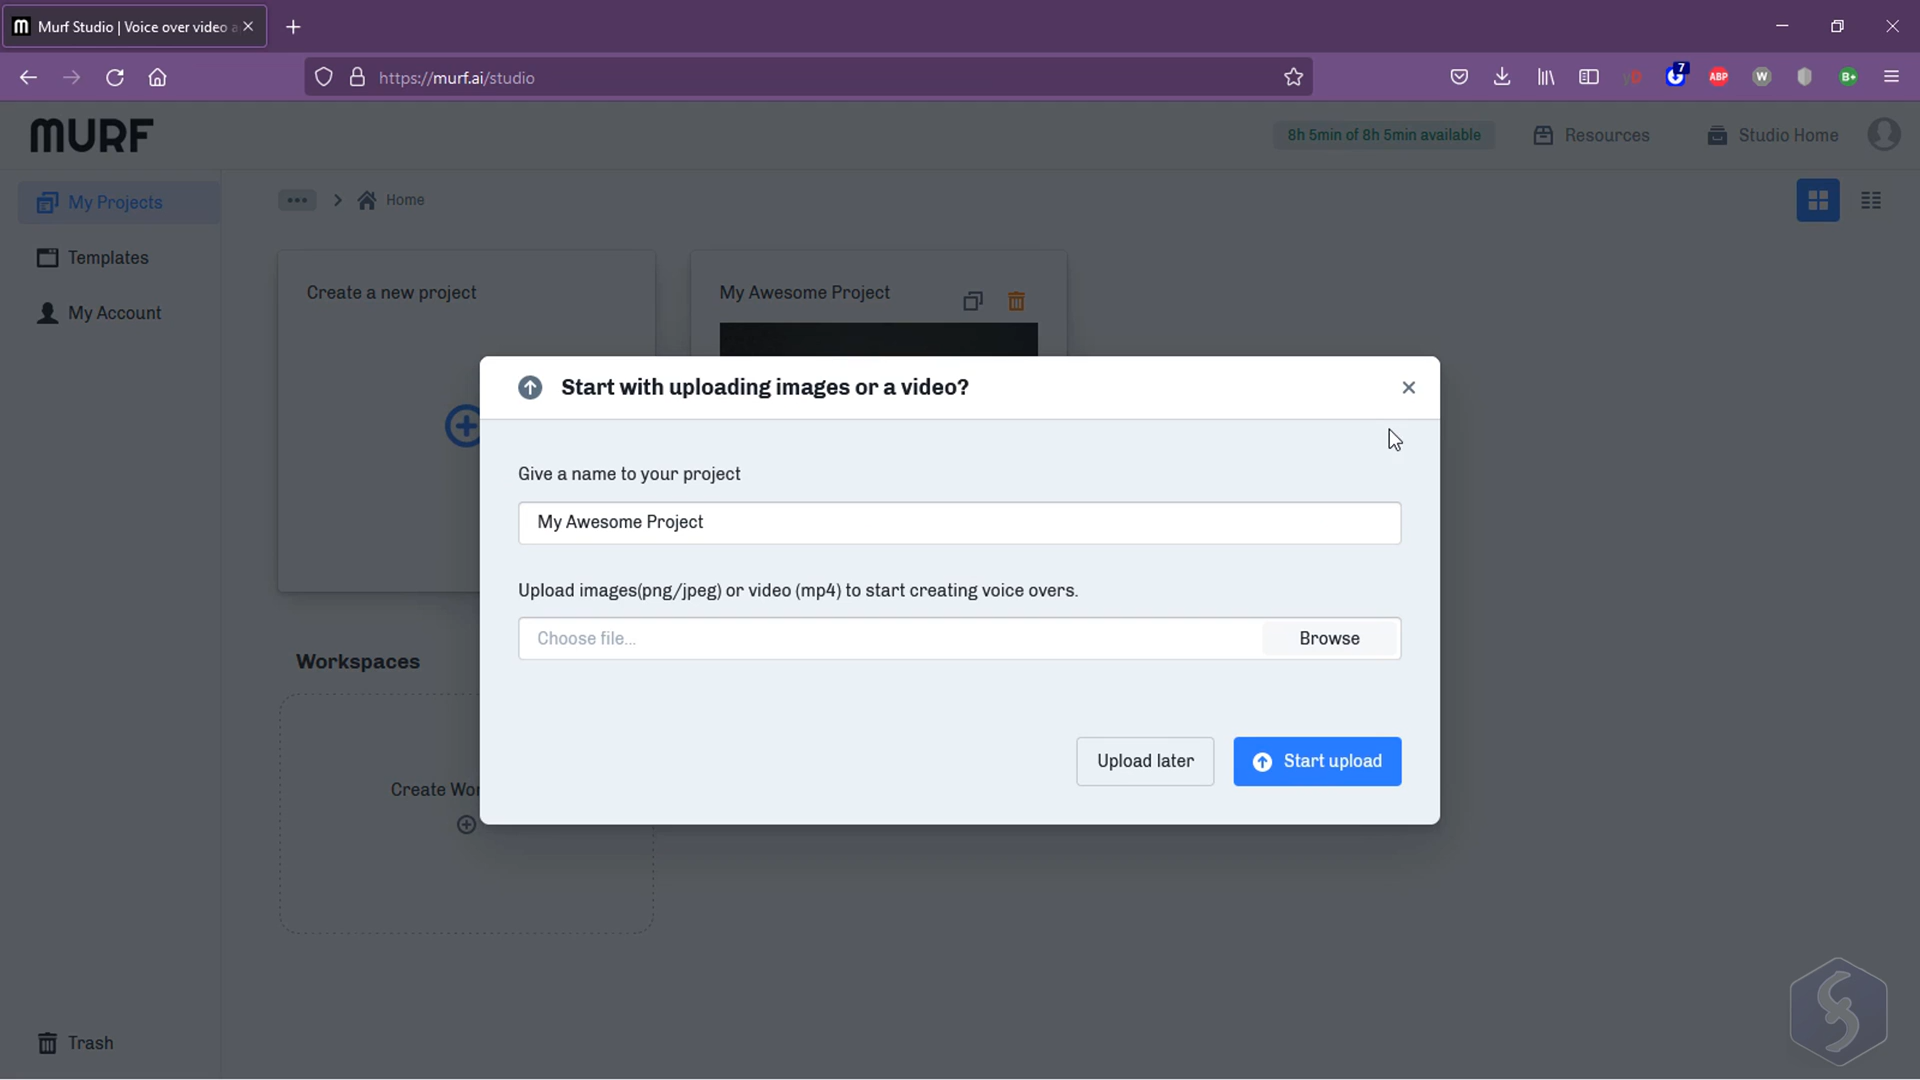 Murf Studio | Voice over video a
https://murf.ai/studio
7
ABP
W
B+
MURF
8h 5min of 8h 5min available
Resources
Studio Home
My Projects
Home
Templates
My Account
Create a new project
My Awesome Project
Start with uploading images or a video?
Give a name to your project
My Awesome Project
Upload images(png/jpeg) or video (mp4) to start creating voice overs.
Choose file...
Browse
Upload later
Start upload
Workspaces
Create Wor
Trash